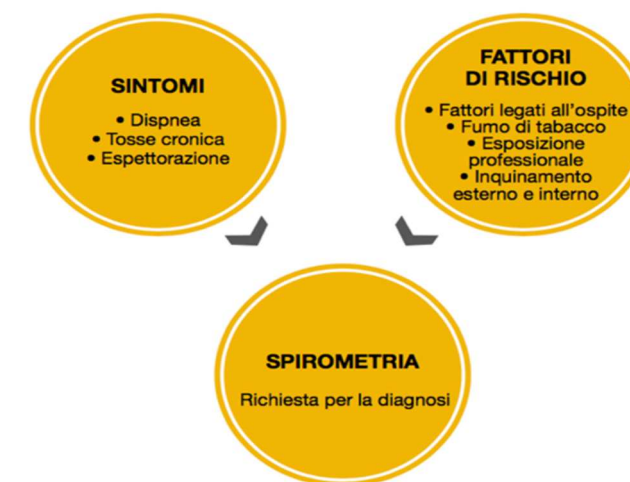 SINTOMI
• Dispnea
• Tosse cronica
• Espettorazione
FATTORI
DI RISCHIO
• Fattori legati all'ospite
• Fumo di tabacco
• Esposizione
professionale
• Inquinamento
esterno e interno
SPIROMETRIA
Richiesta per la diagnosi